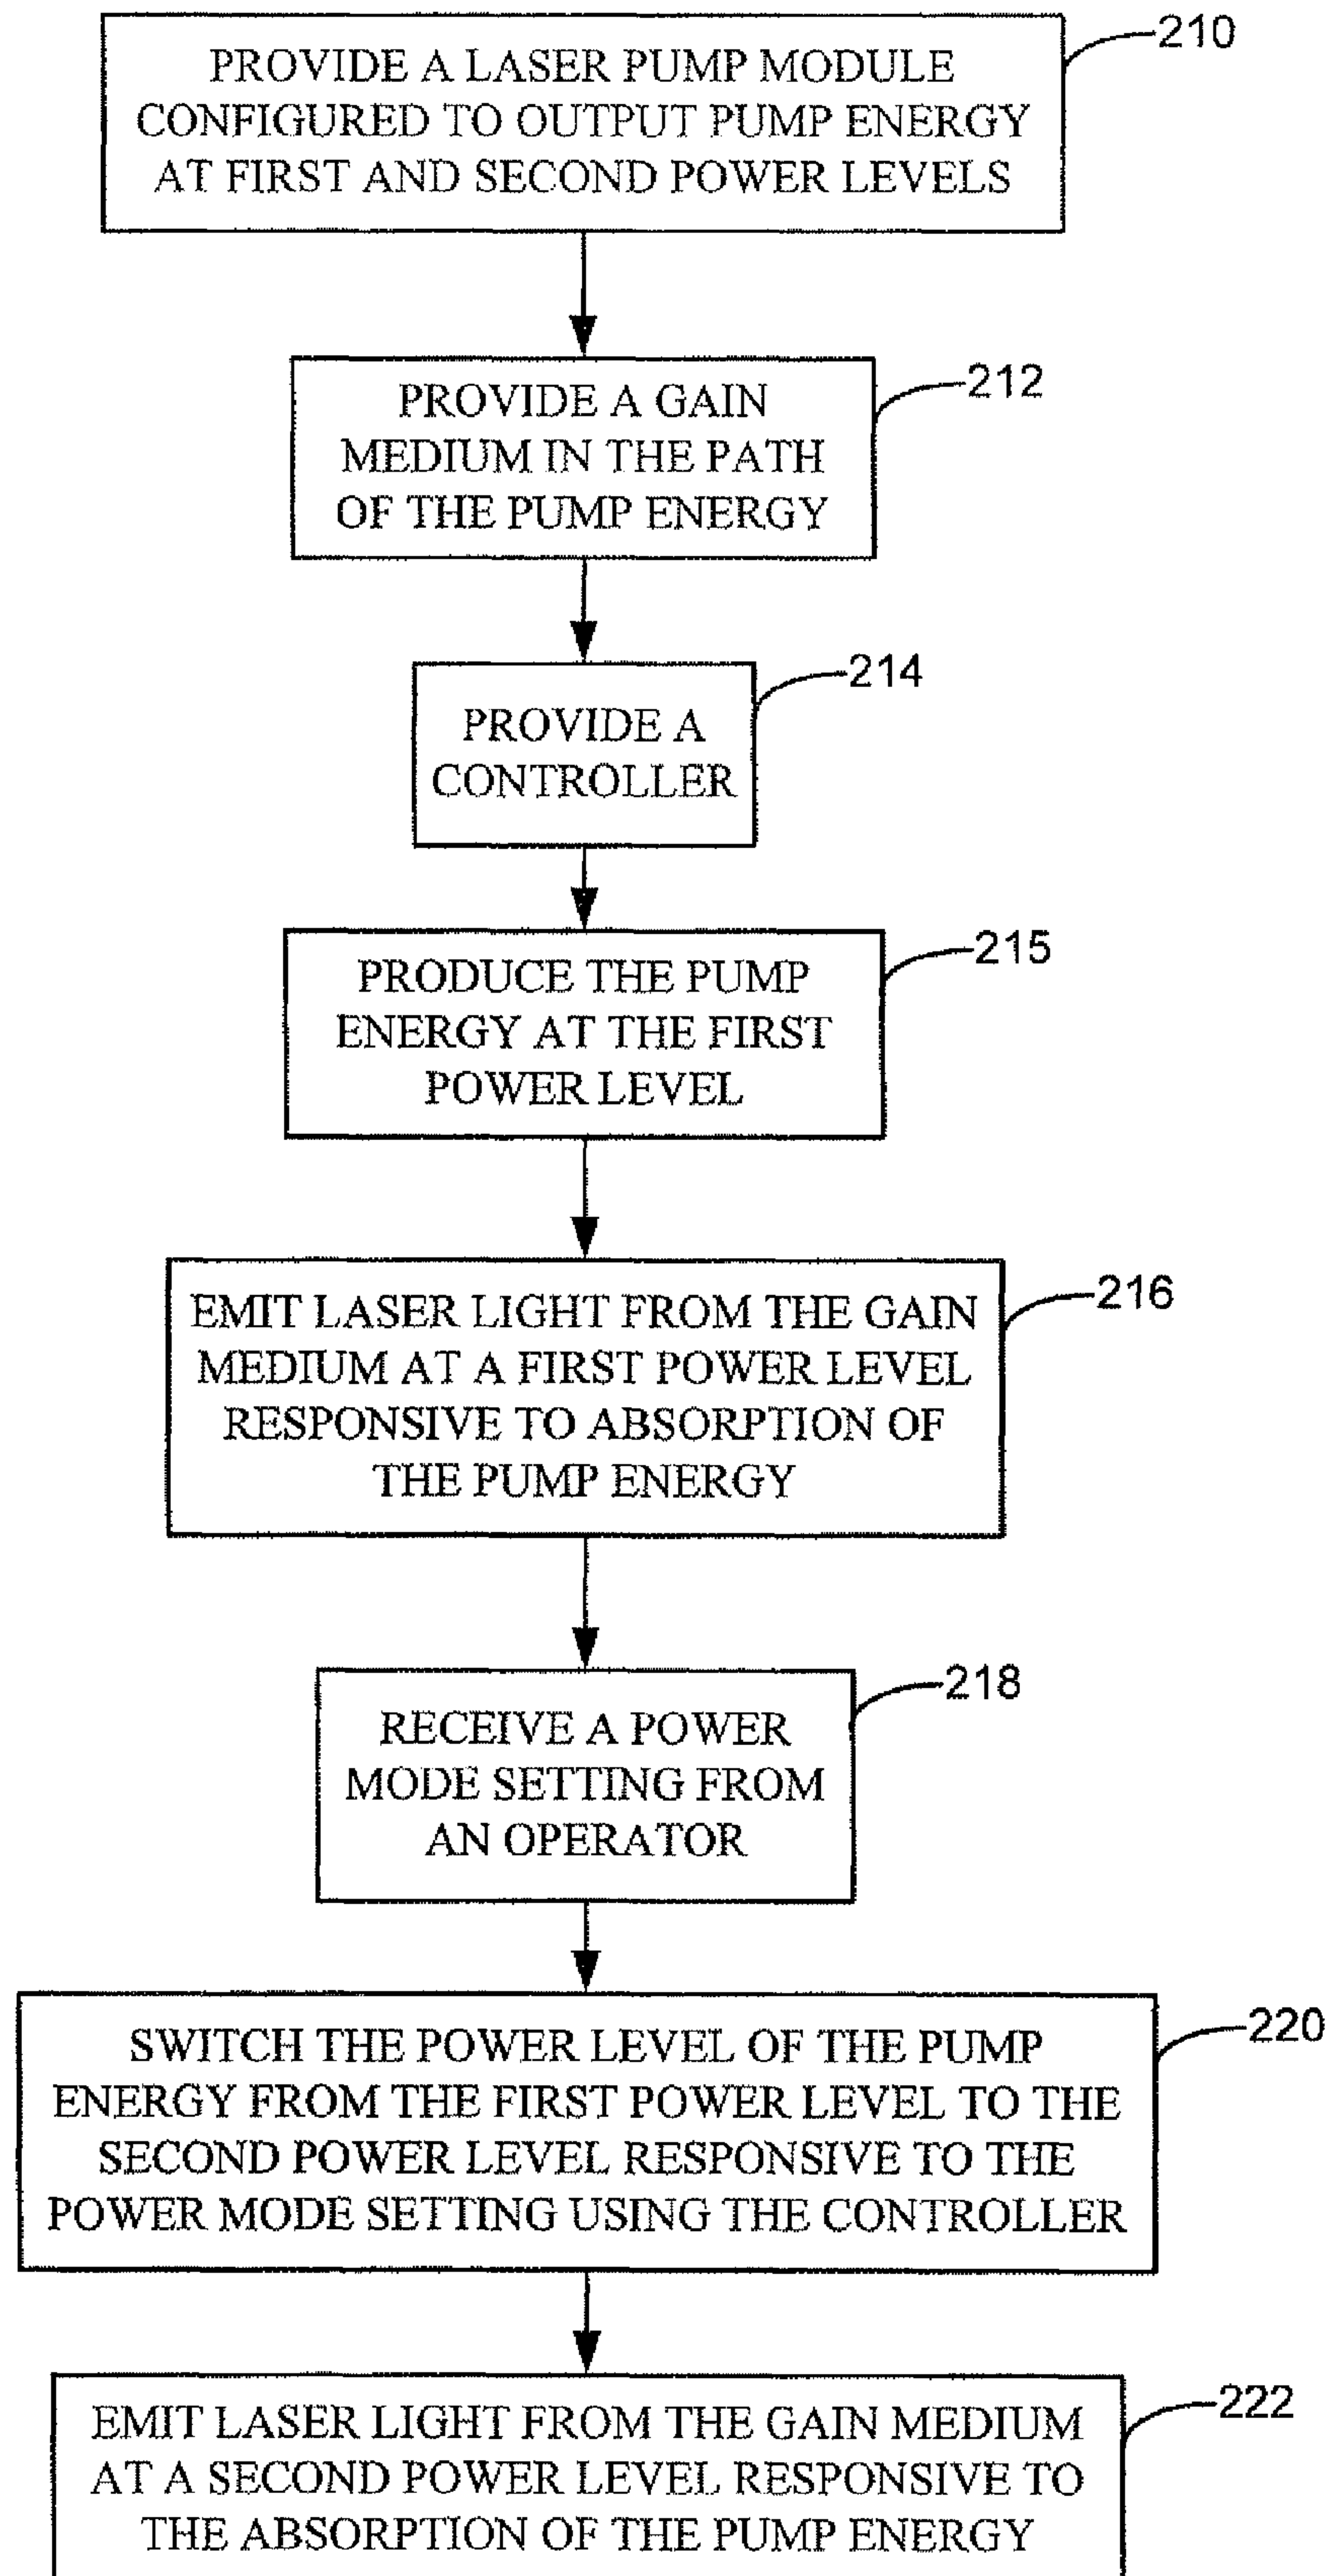 210
PROVIDE A LASER PUMP MODULE
CONFIGURED TO OUTPUT PUMP ENERGY
AT FIRST AND SECOND POWER LEVELS
212
PROVIDE A GAIN
MEDIUM IN THE PATH
OF THE PUMP ENERGY
214
PROVIDE A
CONTROLLER
215
PRODUCE THE PUMP
ENERGY AT THE FIRST
POWER LEVEL
216
EMIT LASER LIGHT FROM THE GAIN
MEDIUM AT A FIRST POWER LEVEL
RESPONSIVE TO ABSORPTION OF
THE PUMP ENERGY
218
RECEIVE A POWER
MODE SETTING FROM
AN OPERATOR
220
SWITCH THE POWER LEVEL OF THE PUMP
ENERGY FROM THE FIRST POWER LEVEL TO THE
SECOND POWER LEVEL RESPONSIVE TO THE
POWER MODE SETTING USING THE CONTROLLER
222
EMIT LASER LIGHT FROM THE GAIN MEDIUM
AT A SECOND POWER LEVEL RESPONSIVE TO
THE ABSORPTION OF THE PUMP ENERGY